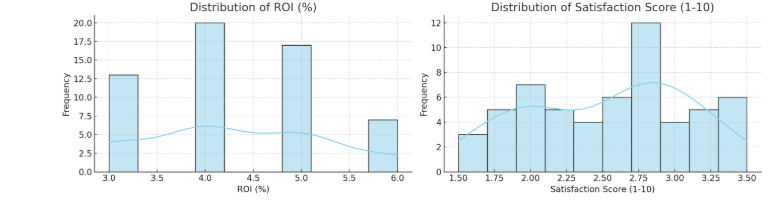 Distribution of ROI (%)
Frequency
20.0
17.5
15.0
12.5
10.0
7.5
5.0
2.5
0.0
3.0 3.5 4.0 4.5 5.0 5.5 6.0
ROI (%)
Distribution of Satisfaction Score (1-10)
Frequency
12
10
8
6
4
2
0
1.50 1.75 2.00 2.25 2.50 2.75 3.00 3.25 3.50
Satisfaction Score (1-10)